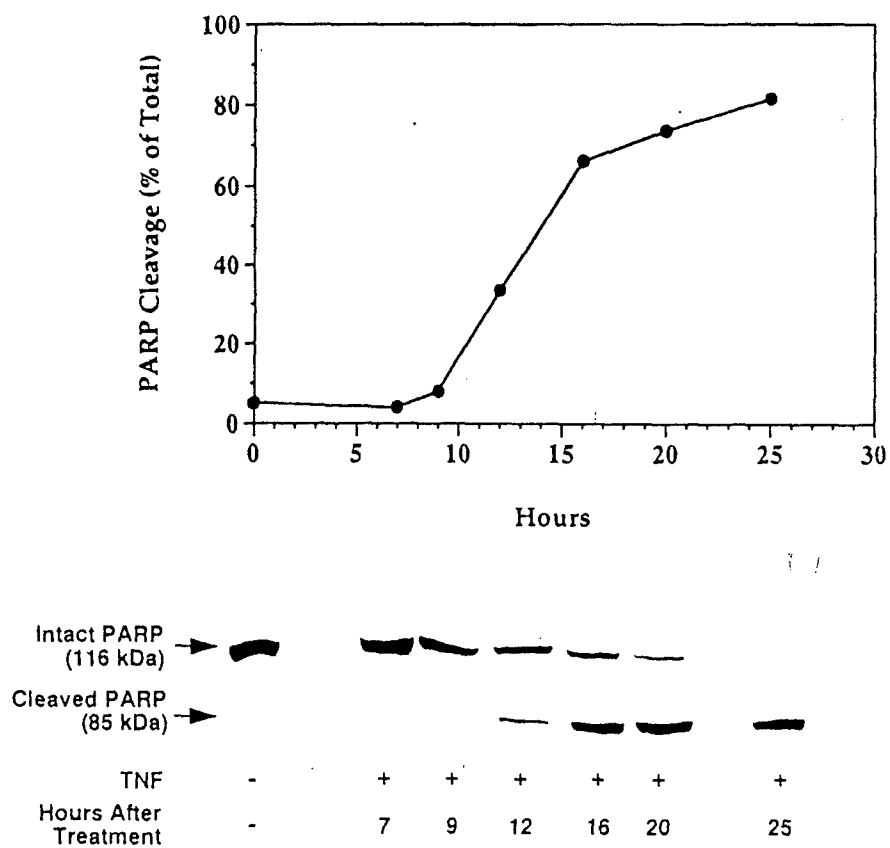 100
80
60
40
20
0
PARP Cleavage (% of Total)
0 5 10 15 20 25 30
Hours
Intact PARP
(116 kDa)
Cleaved PARP
(85 kDa)
TNF - + + + + + +
Hours After
Treatment - 7 9 12 16 20 25